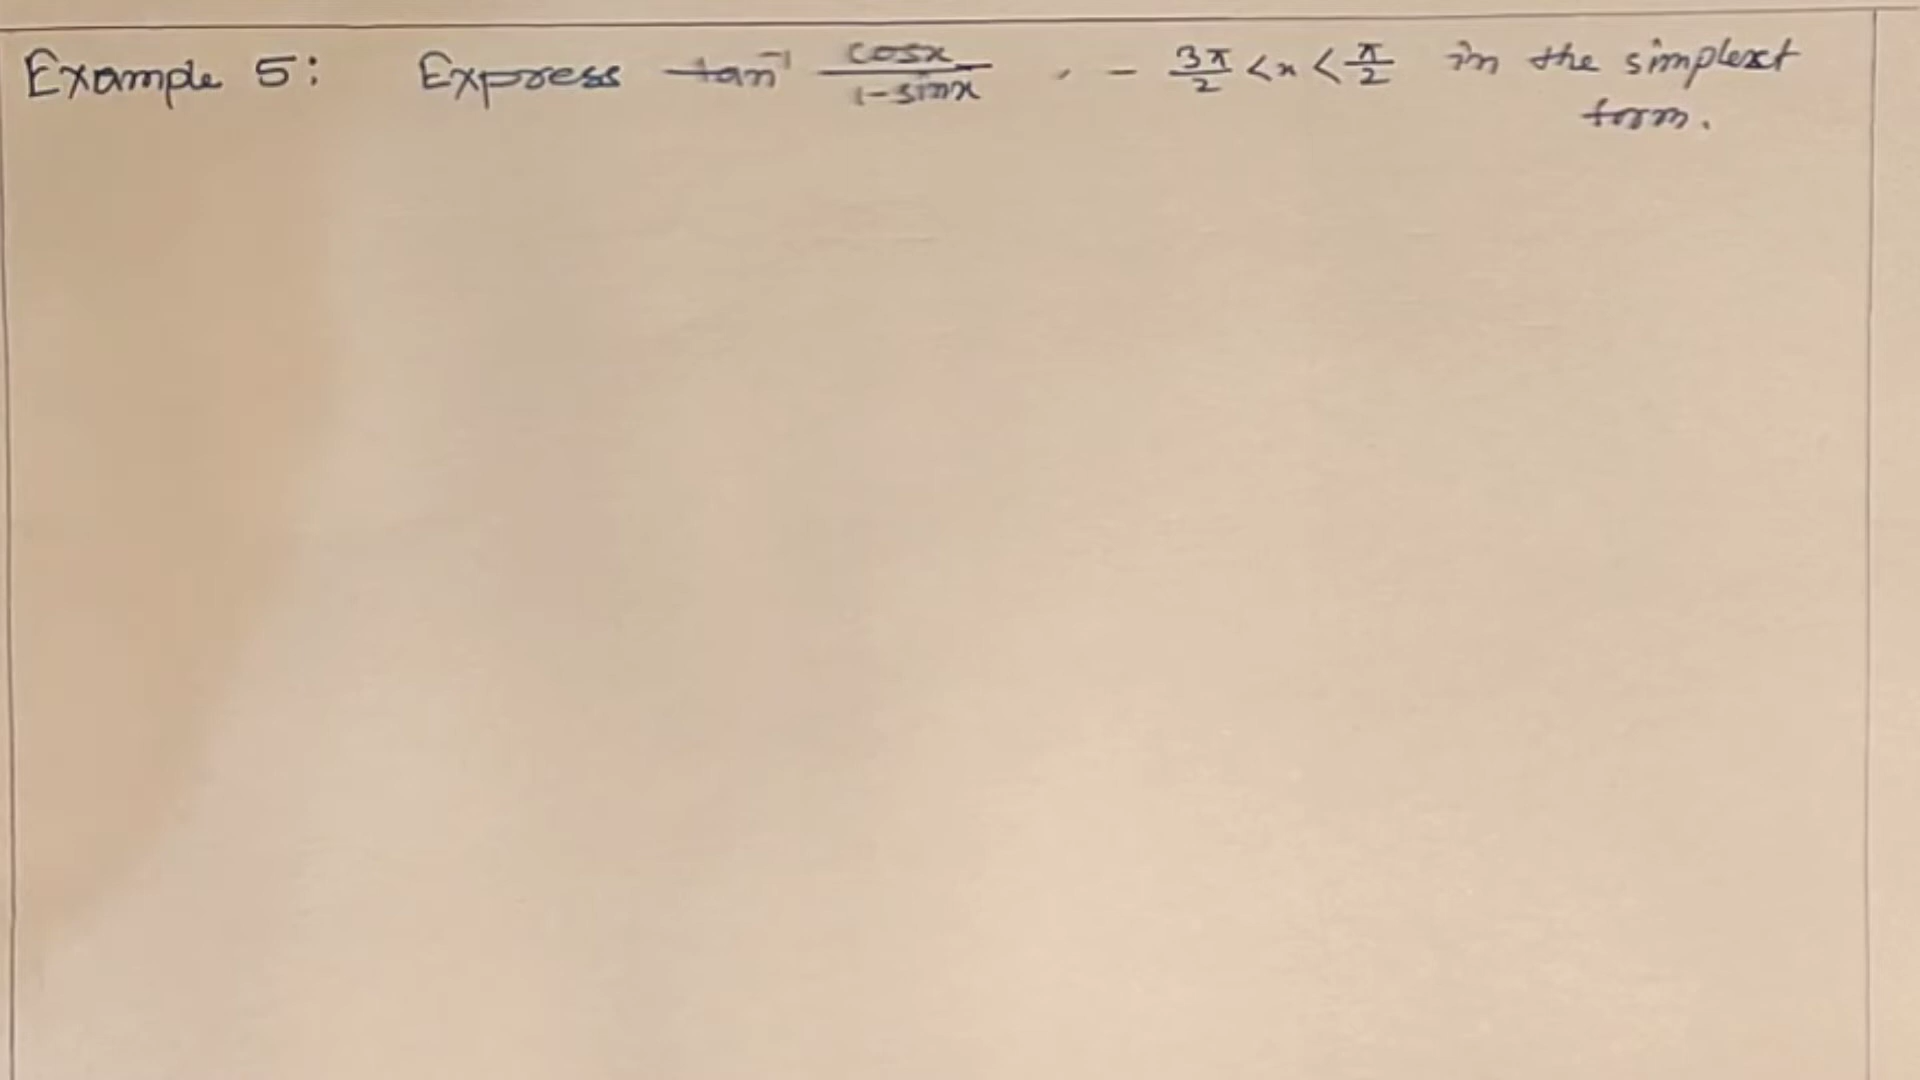 Example 5: Express tan⁻¹ cosx/1-sinx , - 3π/2 <x< π/2 in the simplest
form.